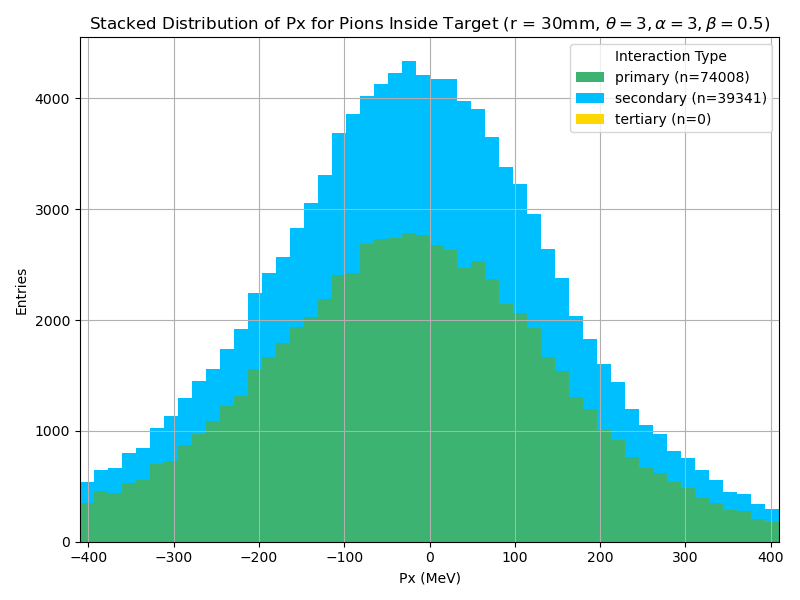 Stacked Distribution of Px for Pions Inside Target (r = 30mm, θ = 3, α = 3, β = 0.5)
Interaction Type
primary (n=74008)
secondary (n=39341)
tertiary (n=0)
4000
3000
2000
1000
0
Entries
−400
−300
−200
−100
0
100
200
300
400
Px (MeV)